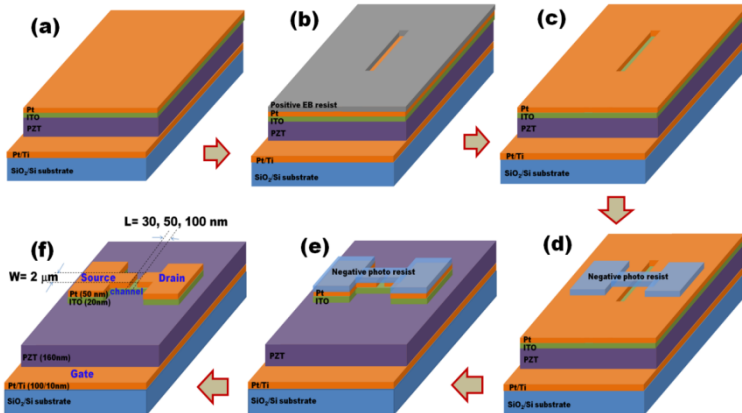 (a)
Pt
ITO
PZT
Pt/Ti
SiO₂/Si substrate
(b)
Positive EB resist
Pt
ITO
PZT
Pt/Ti
SiO₂/Si substrate
(c)
Pt
ITO
PZT
Pt/Ti
SiO₂/Si substrate
(f)
L= 30, 50, 100 nm
W= 2 μm
Source
Drain
channel
Pt (50 nm)
ITO (20nm)
PZT (160nm)
Gate
Pt/Ti (100/10nm)
SiO₂/Si substrate
(e)
Negative photo resist
Pt
ITO
PZT
Pt/Ti
SiO₂/Si substrate
(d)
Negative photo resist
Pt
ITO
PZT
Pt/Ti
SiO₂/Si substrate